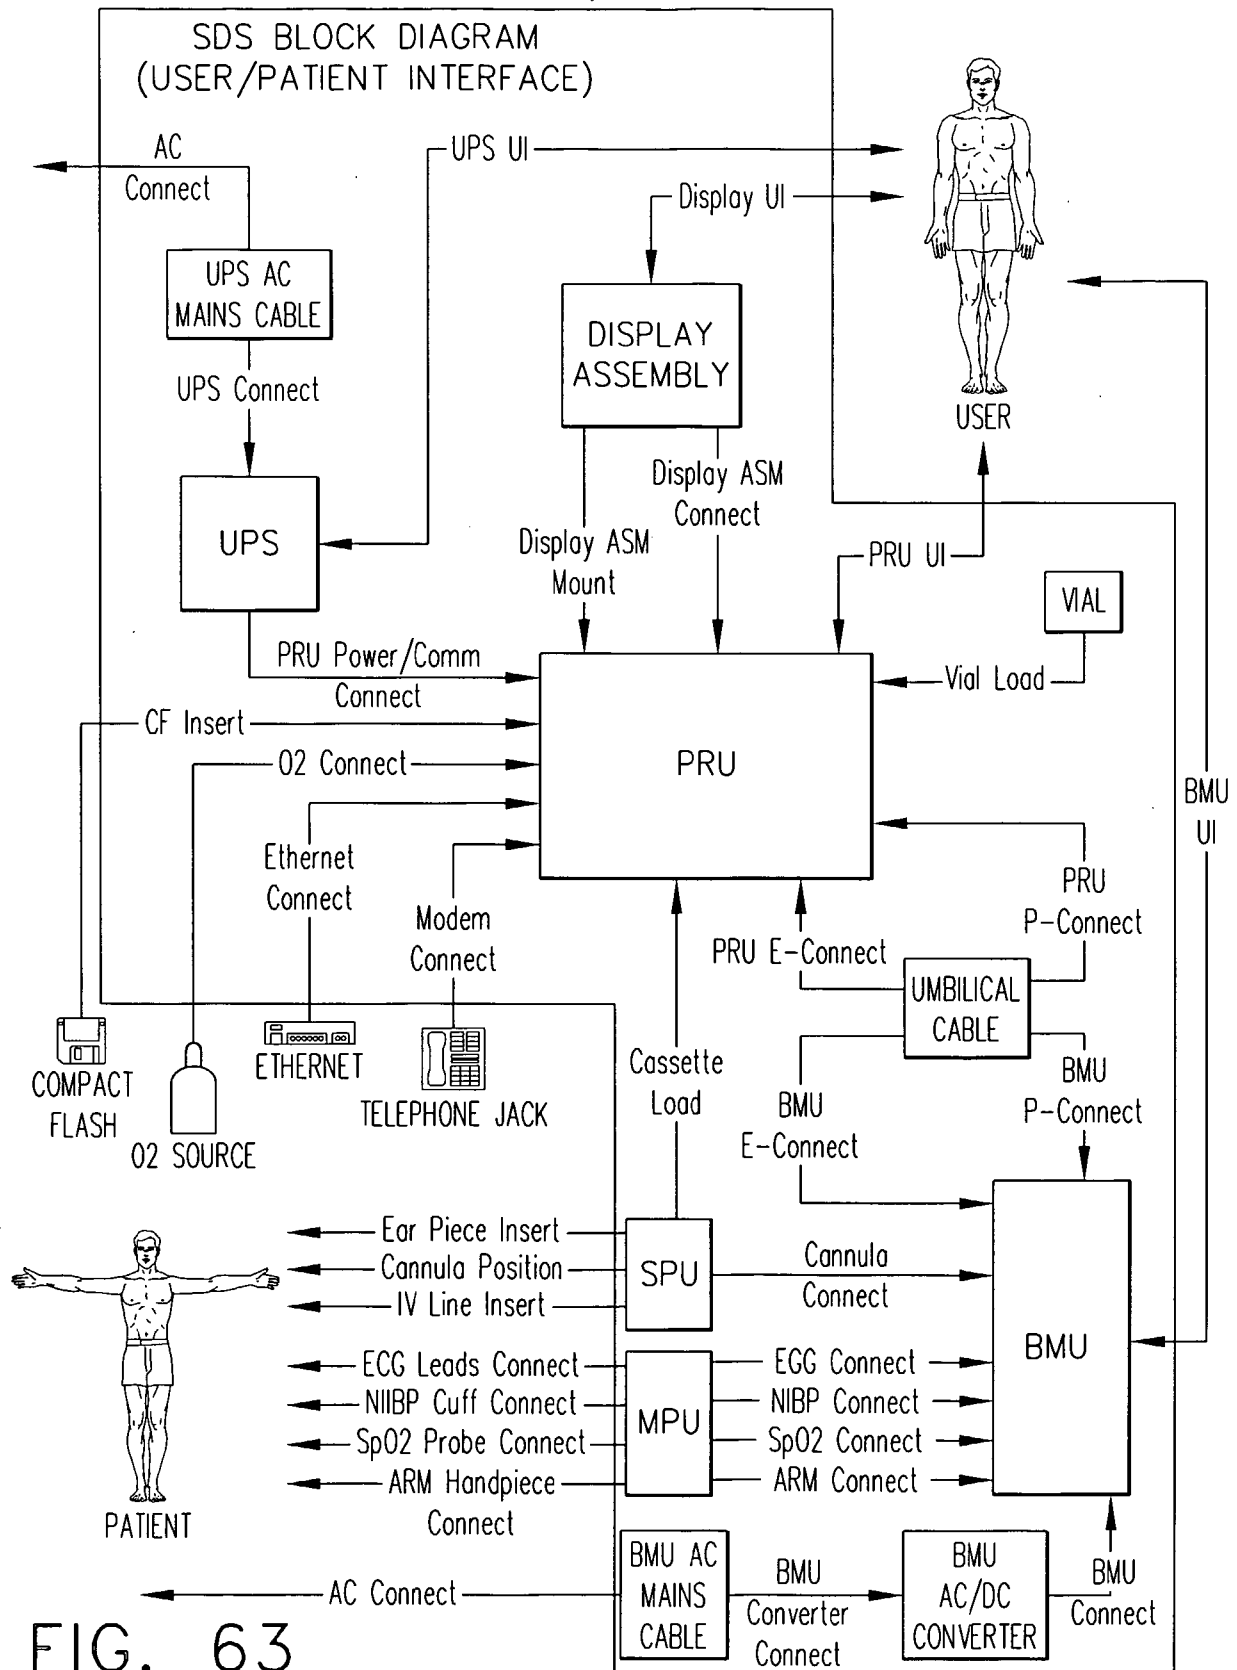 SDS BLOCK DIAGRAM
(USER/PATIENT INTERFACE)
AC
Connect
UPS UI
Display UI
UPS AC
MAINS CABLE
DISPLAY
ASSEMBLY
UPS Connect
USER
Display ASM
Connect
UPS
Display ASM
Mount
PRU UI
VIAL
PRU Power/Comm
Connect
Vial Load
CF Insert
O2 Connect
PRU
BMU
UI
Ethernet
Connect
Modem
Connect
PRU
P-Connect
PRU E-Connect
UMBILICAL
CABLE
COMPACT
FLASH
O2 SOURCE
ETHERNET
TELEPHONE JACK
Cassette
Load
BMU
E-Connect
BMU
P-Connect
Ear Piece Insert
Cannula Position
IV Line Insert
SPU
Cannula
Connect
BMU
ECG Leads Connect
NIIBP Cuff Connect
SpO2 Probe Connect
ARM Handpiece
Connect
MPU
EGG Connect
NIBP Connect
SpO2 Connect
ARM Connect
PATIENT
AC Connect
BMU AC
MAINS
CABLE
BMU
Converter
Connect
BMU
AC/DC
CONVERTER
BMU
Connect
FIG. 63